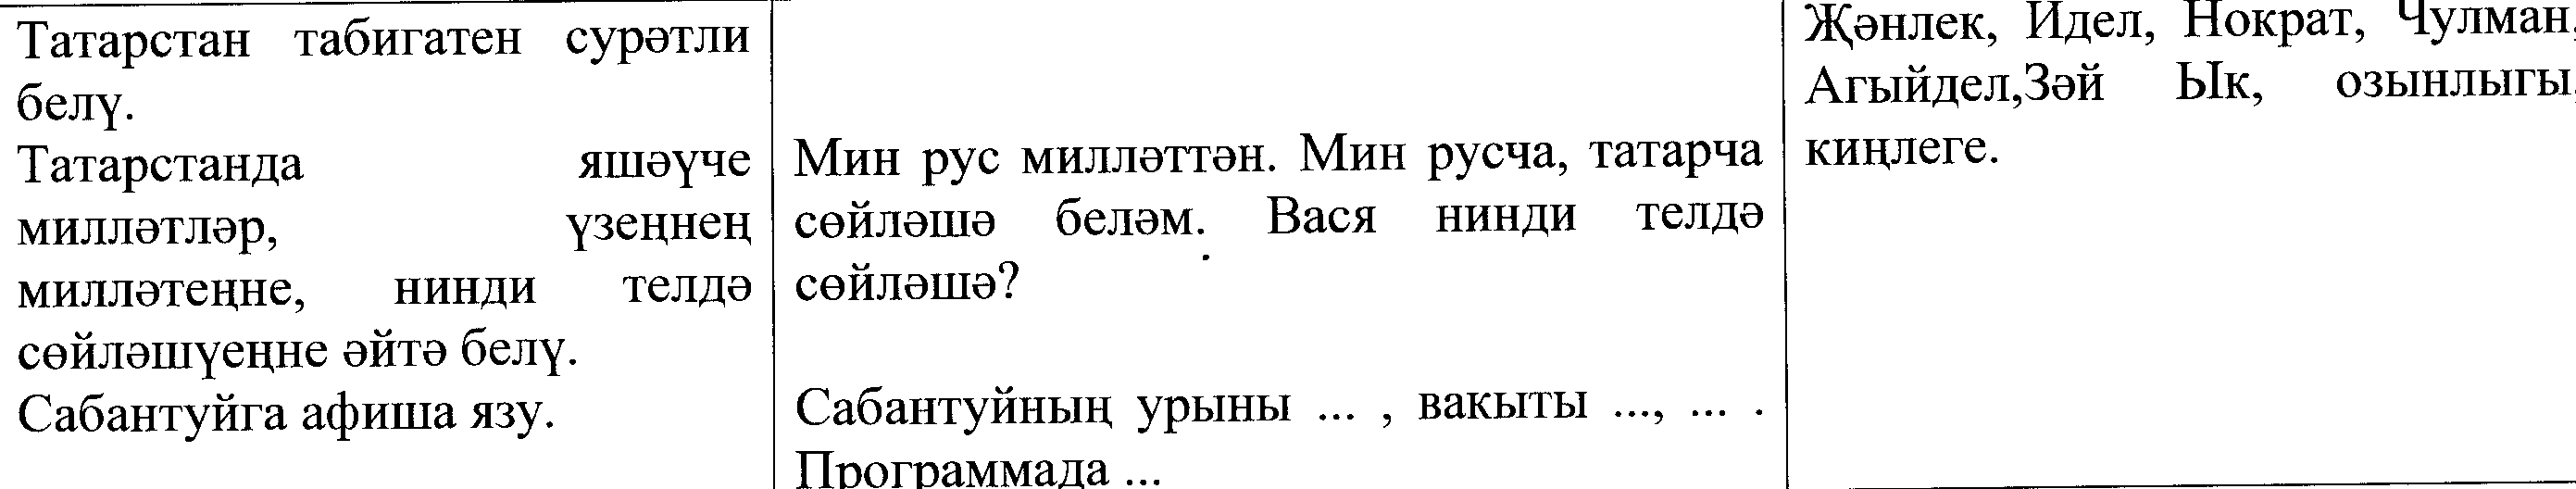 Татарстан табигатен сурәтли
белү.
Татарстанда яшәүче
милләтләр, үзеңнең
милләтеңне, нинди телдә
сөйләшүеңне әйтә белү.
Сабантуйга афиша язу.
Мин рус милләттән. Мин русча, татарча
сөйләшә беләм. Вася нинди телдә
сөйләшә?
Сабантуйның урыны ... , вакыты ..., ... .
Программада ...
Җәнлек, Идел, Нократ, Чулман,
Агыйдел,Зәй Ык, озынлыгы,
киңлеге.